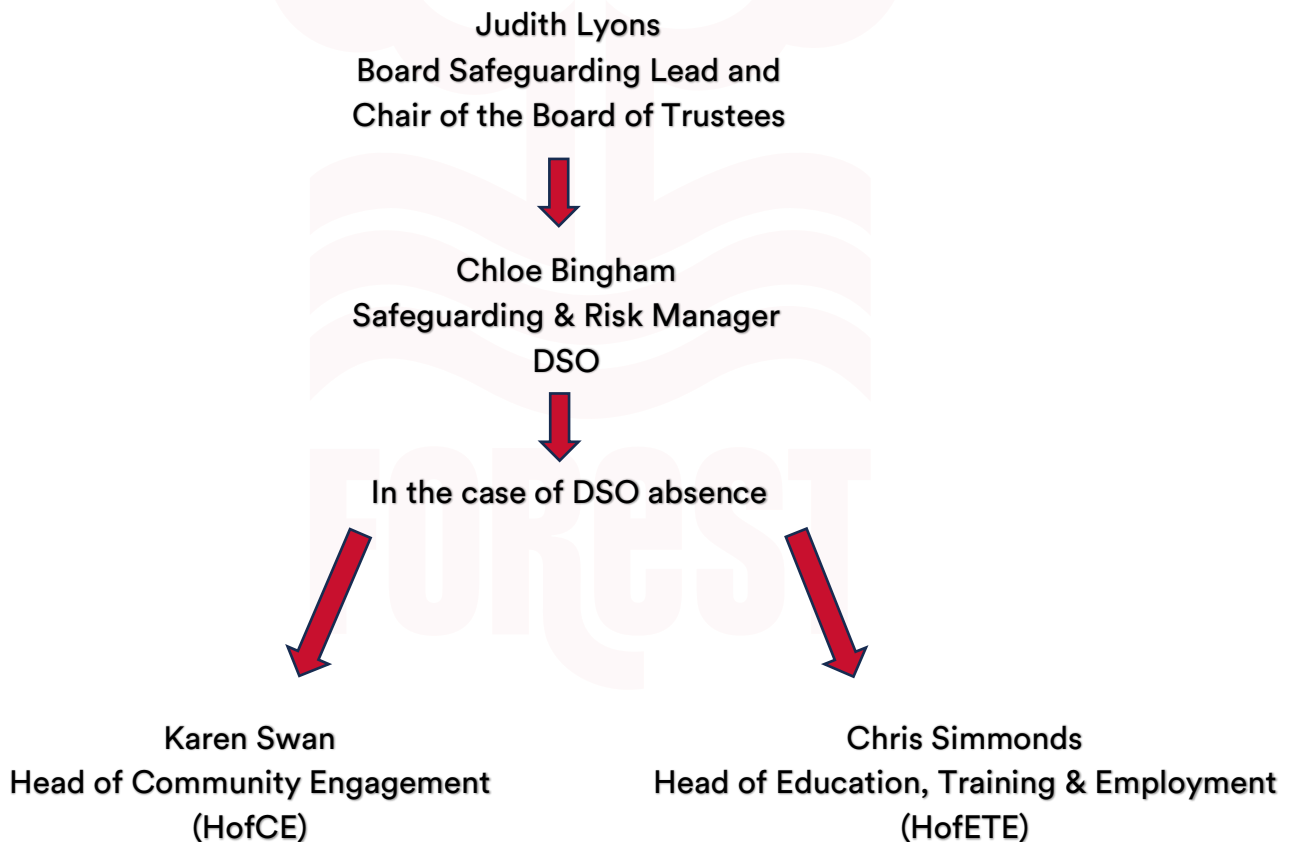 Judith Lyons
Board Safeguarding Lead and
Chair of the Board of Trustees
Chloe Bingham
Safeguarding & Risk Manager
DSO
In the case of DSO absence
FOREST
Karen Swan
Head of Community Engagement
(HofCE)
Chris Simmonds
Head of Education, Training & Employment
(HofETE)